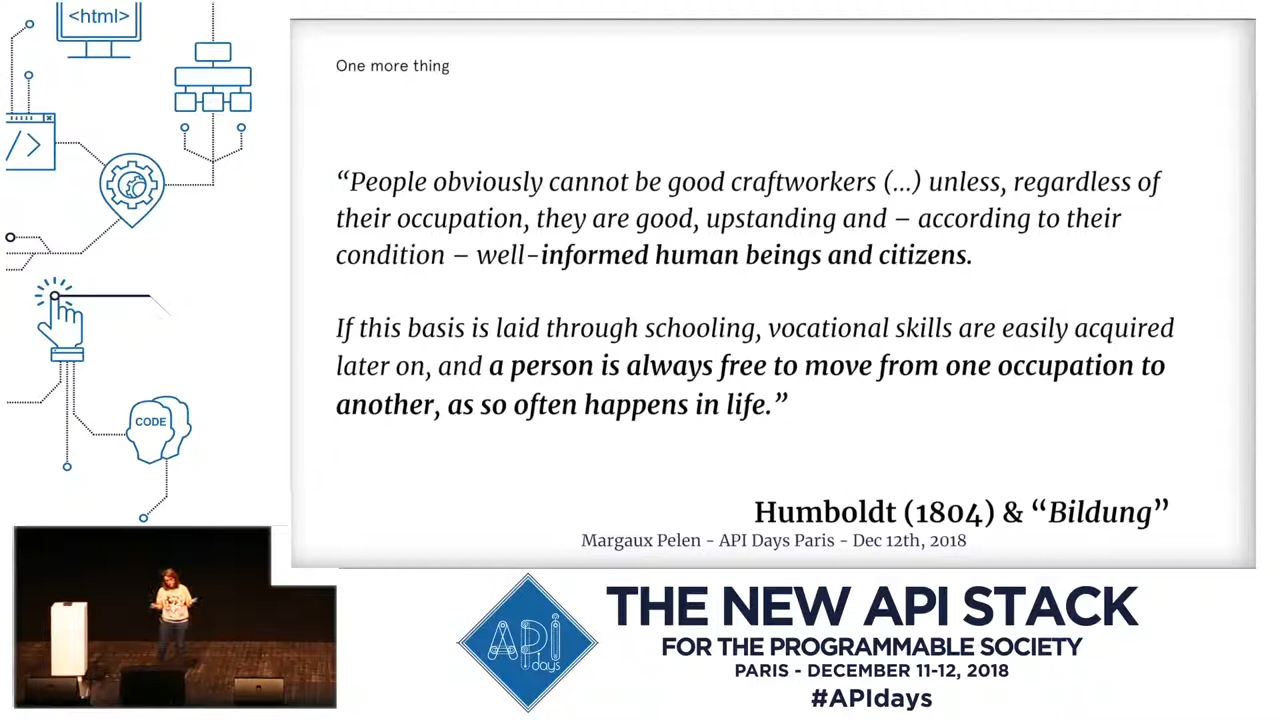 <html>
One more thing
</>
“People obviously cannot be good craftworkers (...) unless, regardless of
their occupation, they are good, upstanding and – according to their
condition – well-informed human beings and citizens.
If this basis is laid through schooling, vocational skills are easily acquired
later on, and a person is always free to move from one occupation to
another, as so often happens in life.”
CODE
Humboldt (1804) & “Bildung”
Margaux Pelen - API Days Paris - Dec 12th, 2018
API
days
THE NEW API STACK
FOR THE PROGRAMMABLE SOCIETY
PARIS - DECEMBER 11-12, 2018
#APIdays